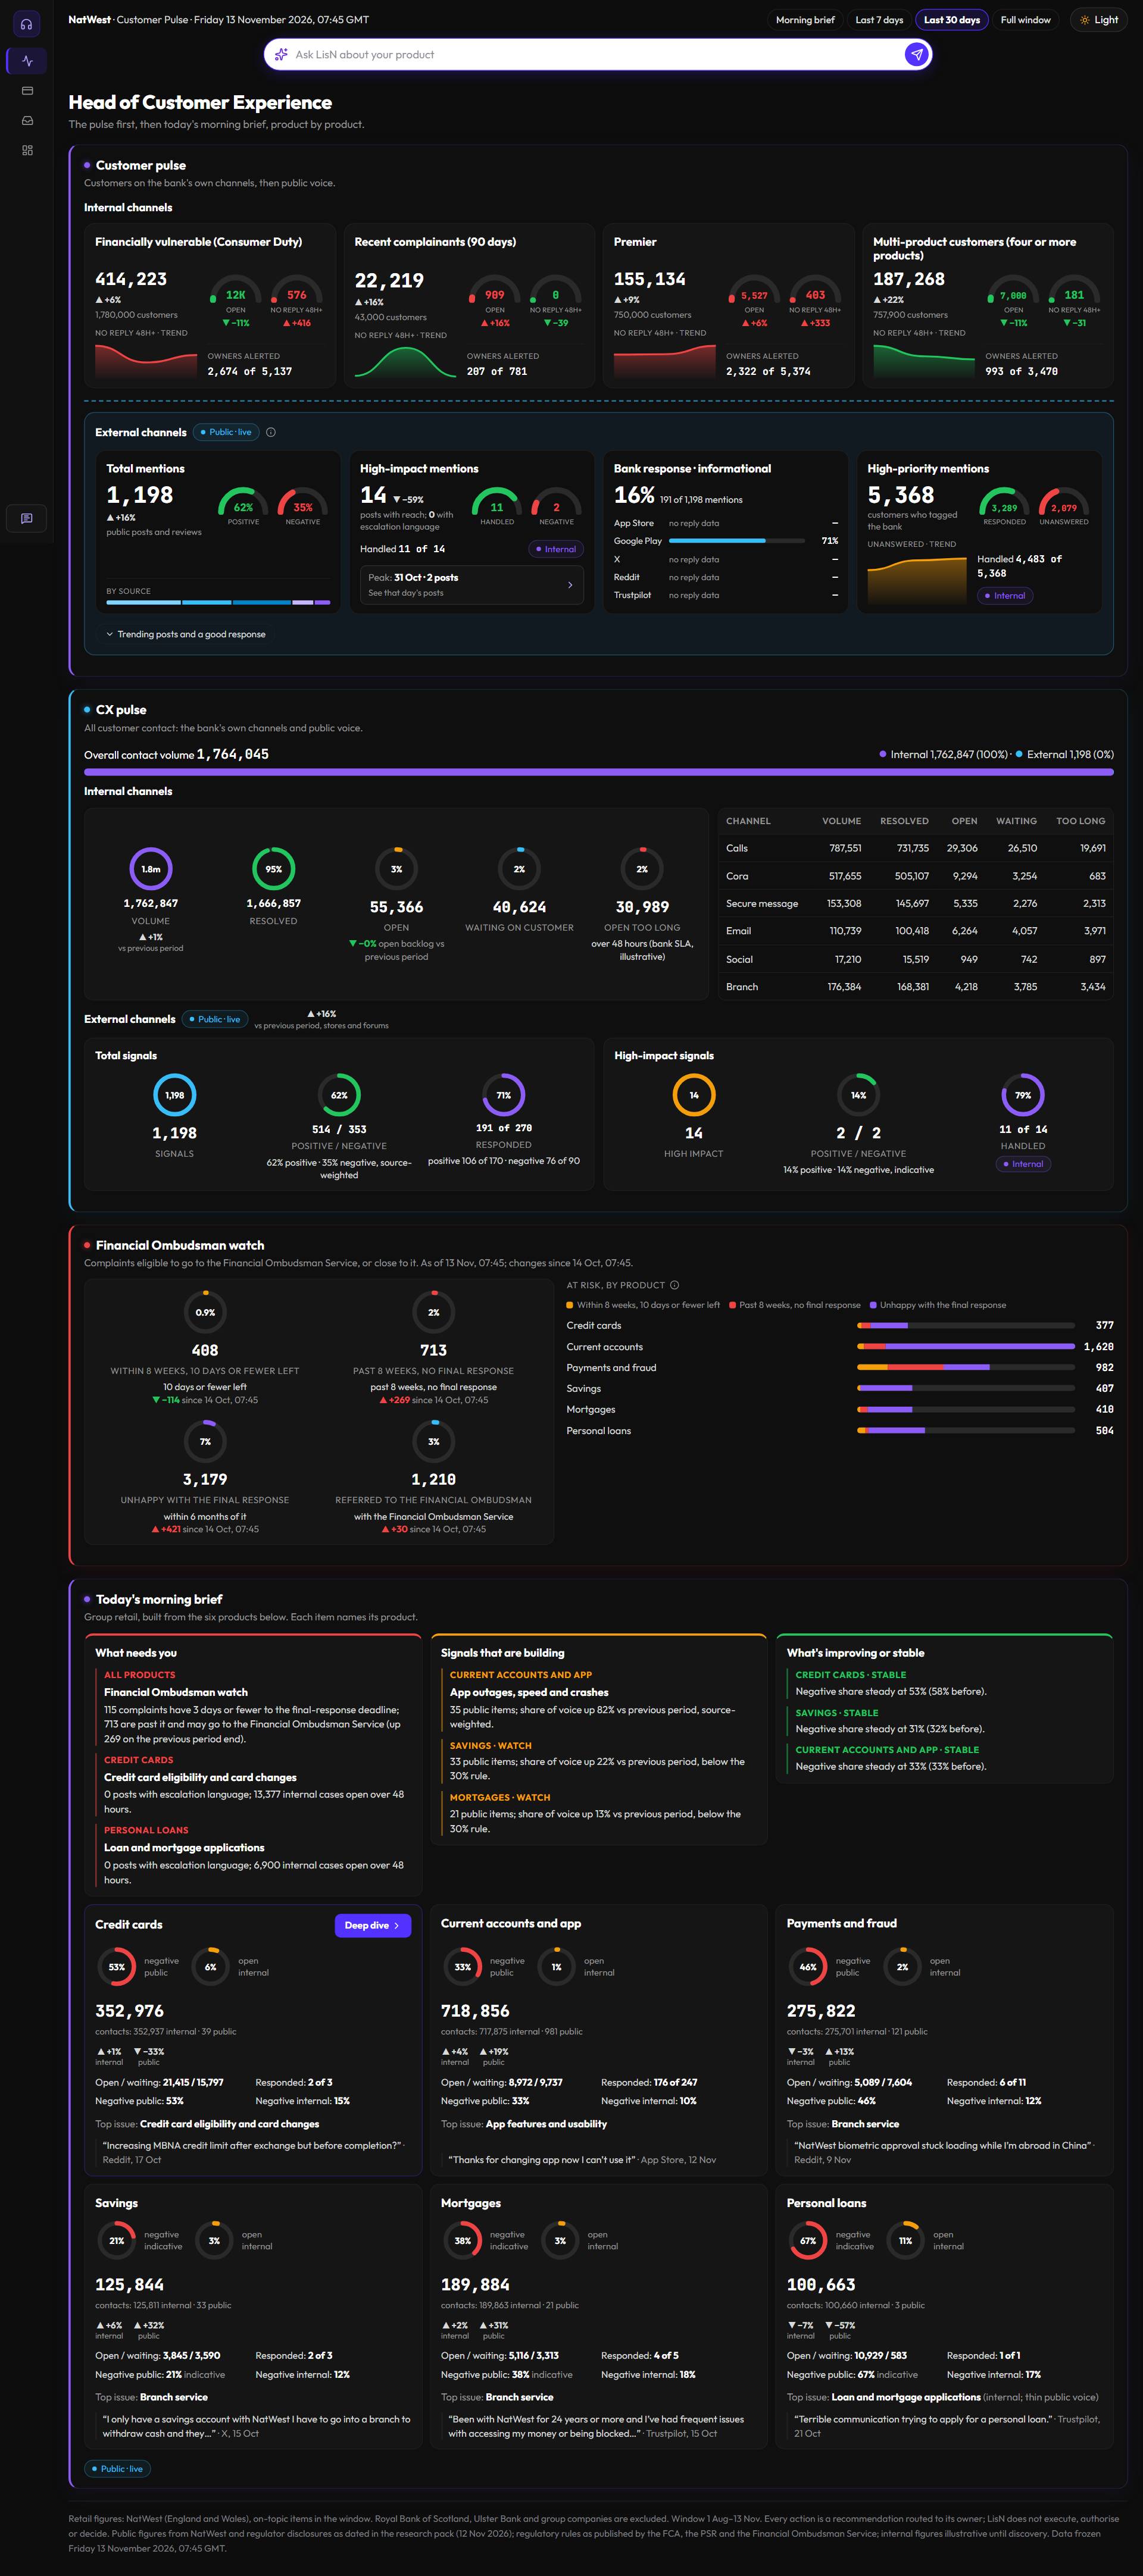 NatWest · Customer Pulse · Friday 13 November 2026, 07:45 GMT
Morning brief
Last 7 days
Last 30 days
Full window
Light
Ask LisN about your product
Head of Customer Experience
The pulse first, then today's morning brief, product by product.
Customer pulse
Customers on the bank's own channels, then public voice.
Internal channels
Financially vulnerable (Consumer Duty)
414,223
▲ +6%
1,780,000 customers
12K
OPEN
▼ −11%
576
NO REPLY 48H+
▲ +416
NO REPLY 48H+ · TREND
OWNERS ALERTED
2,674 of 5,137
Recent complainants (90 days)
22,219
▲ +16%
43,000 customers
909
OPEN
▲ +16%
0
NO REPLY 48H+
▼ −39
NO REPLY 48H+ · TREND
OWNERS ALERTED
207 of 781
Premier
155,134
▲ +9%
750,000 customers
5,527
OPEN
▲ +6%
403
NO REPLY 48H+
▲ +333
NO REPLY 48H+ · TREND
OWNERS ALERTED
2,322 of 5,374
Multi-product customers (four or more
products)
187,268
▲ +22%
757,900 customers
7,000
OPEN
▼ −11%
181
NO REPLY 48H+
▼ −31
NO REPLY 48H+ · TREND
OWNERS ALERTED
993 of 3,470
External channels
Public · live
Total mentions
1,198
▲ +16%
public posts and reviews
62%
POSITIVE
35%
NEGATIVE
BY SOURCE
High-impact mentions
14 ▼ −59%
posts with reach; 0 with
escalation language
11
HANDLED
2
NEGATIVE
Handled 11 of 14
Internal
Peak: 31 Oct · 2 posts
See that day's posts
Bank response · informational
16% 191 of 1,198 mentions
App Store no reply data –
Google Play 71%
X no reply data –
Reddit no reply data –
Trustpilot no reply data –
High-priority mentions
5,368
customers who tagged
the bank
3,289
RESPONDED
2,079
UNANSWERED
UNANSWERED · TREND
Handled 4,483 of
5,368
Internal
Trending posts and a good response
CX pulse
All customer contact: the bank's own channels and public voice.
Overall contact volume 1,764,045
Internal 1,762,847 (100%) · External 1,198 (0%)
Internal channels
1.8m
1,762,847
VOLUME
▲ +1%
vs previous period
95%
1,666,857
RESOLVED
3%
55,366
OPEN
▼ −0% open backlog vs
previous period
2%
40,624
WAITING ON CUSTOMER
2%
30,989
OPEN TOO LONG
over 48 hours (bank SLA,
illustrative)
CHANNEL VOLUME RESOLVED OPEN WAITING TOO LONG
Calls 787,551 731,735 29,306 26,510 19,691
Cora 517,655 505,107 9,294 3,254 683
Secure message 153,308 145,697 5,335 2,276 2,313
Email 110,739 100,418 6,264 4,057 3,971
Social 17,210 15,519 949 742 897
Branch 176,384 168,381 4,218 3,785 3,434
External channels
Public · live
▲ +16%
vs previous period, stores and forums
Total signals
1,198
1,198
SIGNALS
62%
514 / 353
POSITIVE / NEGATIVE
62% positive · 35% negative, source-
weighted
71%
191 of 270
RESPONDED
positive 106 of 170 · negative 76 of 90
High-impact signals
14
14
HIGH IMPACT
14%
2 / 2
POSITIVE / NEGATIVE
14% positive · 14% negative, indicative
79%
11 of 14
HANDLED
Internal
Financial Ombudsman watch
Complaints eligible to go to the Financial Ombudsman Service, or close to it. As of 13 Nov, 07:45; changes since 14 Oct, 07:45.
0.9%
408
WITHIN 8 WEEKS, 10 DAYS OR FEWER LEFT
10 days or fewer left
▼ −114 since 14 Oct, 07:45
2%
713
PAST 8 WEEKS, NO FINAL RESPONSE
past 8 weeks, no final response
▲ +269 since 14 Oct, 07:45
7%
3,179
UNHAPPY WITH THE FINAL RESPONSE
within 6 months of it
▲ +421 since 14 Oct, 07:45
3%
1,210
REFERRED TO THE FINANCIAL OMBUDSMAN
with the Financial Ombudsman Service
▲ +30 since 14 Oct, 07:45
AT RISK, BY PRODUCT
Within 8 weeks, 10 days or fewer left
Past 8 weeks, no final response
Unhappy with the final response
Credit cards 377
Current accounts 1,620
Payments and fraud 982
Savings 407
Mortgages 410
Personal loans 504
Today's morning brief
Group retail, built from the six products below. Each item names its product.
What needs you
ALL PRODUCTS
Financial Ombudsman watch
115 complaints have 3 days or fewer to the final-response deadline;
713 are past it and may go to the Financial Ombudsman Service (up
269 on the previous period end).
CREDIT CARDS
Credit card eligibility and card changes
0 posts with escalation language; 13,377 internal cases open over 48
hours.
PERSONAL LOANS
Loan and mortgage applications
0 posts with escalation language; 6,900 internal cases open over 48
hours.
Signals that are building
CURRENT ACCOUNTS AND APP
App outages, speed and crashes
35 public items; share of voice up 82% vs previous period, source-
weighted.
SAVINGS · WATCH
33 public items; share of voice up 22% vs previous period, below the
30% rule.
MORTGAGES · WATCH
21 public items; share of voice up 13% vs previous period, below the
30% rule.
What's improving or stable
CREDIT CARDS · STABLE
Negative share steady at 53% (58% before).
SAVINGS · STABLE
Negative share steady at 31% (32% before).
CURRENT ACCOUNTS AND APP · STABLE
Negative share steady at 33% (33% before).
Credit cards
Deep dive
53%
negative
public
6%
open
internal
352,976
contacts: 352,937 internal · 39 public
▲ +1%
internal
▼ −33%
public
Open / waiting: 21,415 / 15,797
Responded: 2 of 3
Negative public: 53%
Negative internal: 15%
Top issue: Credit card eligibility and card changes
“Increasing MBNA credit limit after exchange but before completion?” ·
Reddit, 17 Oct
Current accounts and app
33%
negative
public
1%
open
internal
718,856
contacts: 717,875 internal · 981 public
▲ +4%
internal
▲ +19%
public
Open / waiting: 8,972 / 9,737
Responded: 176 of 247
Negative public: 33%
Negative internal: 10%
Top issue: App features and usability
“Thanks for changing app now I can't use it” · App Store, 12 Nov
Payments and fraud
46%
negative
public
2%
open
internal
275,822
contacts: 275,701 internal · 121 public
▼ −3%
internal
▲ +13%
public
Open / waiting: 5,089 / 7,604
Responded: 6 of 11
Negative public: 46%
Negative internal: 12%
Top issue: Branch service
“NatWest biometric approval stuck loading while I'm abroad in China” ·
Reddit, 9 Nov
Savings
21%
negative
indicative
3%
open
internal
125,844
contacts: 125,811 internal · 33 public
▲ +6%
internal
▲ +32%
public
Open / waiting: 3,845 / 3,590
Responded: 2 of 3
Negative public: 21% indicative
Negative internal: 12%
Top issue: Branch service
“I only have a savings account with NatWest I have to go into a branch to
withdraw cash and they…” · X, 15 Oct
Mortgages
38%
negative
indicative
3%
open
internal
189,884
contacts: 189,863 internal · 21 public
▲ +2%
internal
▲ +31%
public
Open / waiting: 5,116 / 3,313
Responded: 4 of 5
Negative public: 38% indicative
Negative internal: 18%
Top issue: Branch service
“Been with NatWest for 24 years or more and I've had frequent issues
with accessing my money or being blocked…” · Trustpilot, 15 Oct
Personal loans
67%
negative
indicative
11%
open
internal
100,663
contacts: 100,660 internal · 3 public
▼ −7%
internal
▼ −57%
public
Open / waiting: 10,929 / 583
Responded: 1 of 1
Negative public: 67% indicative
Negative internal: 17%
Top issue: Loan and mortgage applications (internal; thin public voice)
“Terrible communication trying to apply for a personal loan.” · Trustpilot,
21 Oct
Public · live
Retail figures: NatWest (England and Wales), on-topic items in the window. Royal Bank of Scotland, Ulster Bank and group companies are excluded. Window 1 Aug–13 Nov. Every action is a recommendation routed to its owner; LisN does not execute, authorise
or decide. Public figures from NatWest and regulator disclosures as dated in the research pack (12 Nov 2026); regulatory rules as published by the FCA, the PSR and the Financial Ombudsman Service; internal figures illustrative until discovery. Data frozen
Friday 13 November 2026, 07:45 GMT.